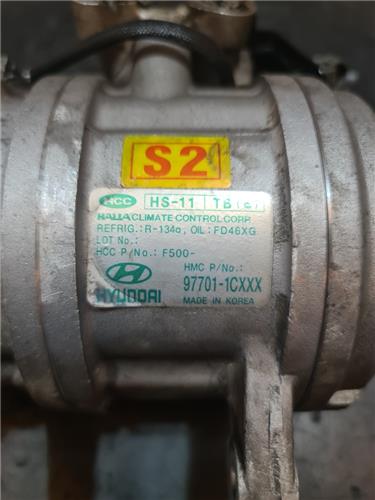 S2
HCC HS-11
HALLA CLIMATE CONTROL CORP.
REFRIG.:R-134a, OIL: FD46XG
LOT No.:
HCC P/No.: F500-
HMC P/No.:
HYUNDAI 97701-1CXXX
MADE IN KOREA